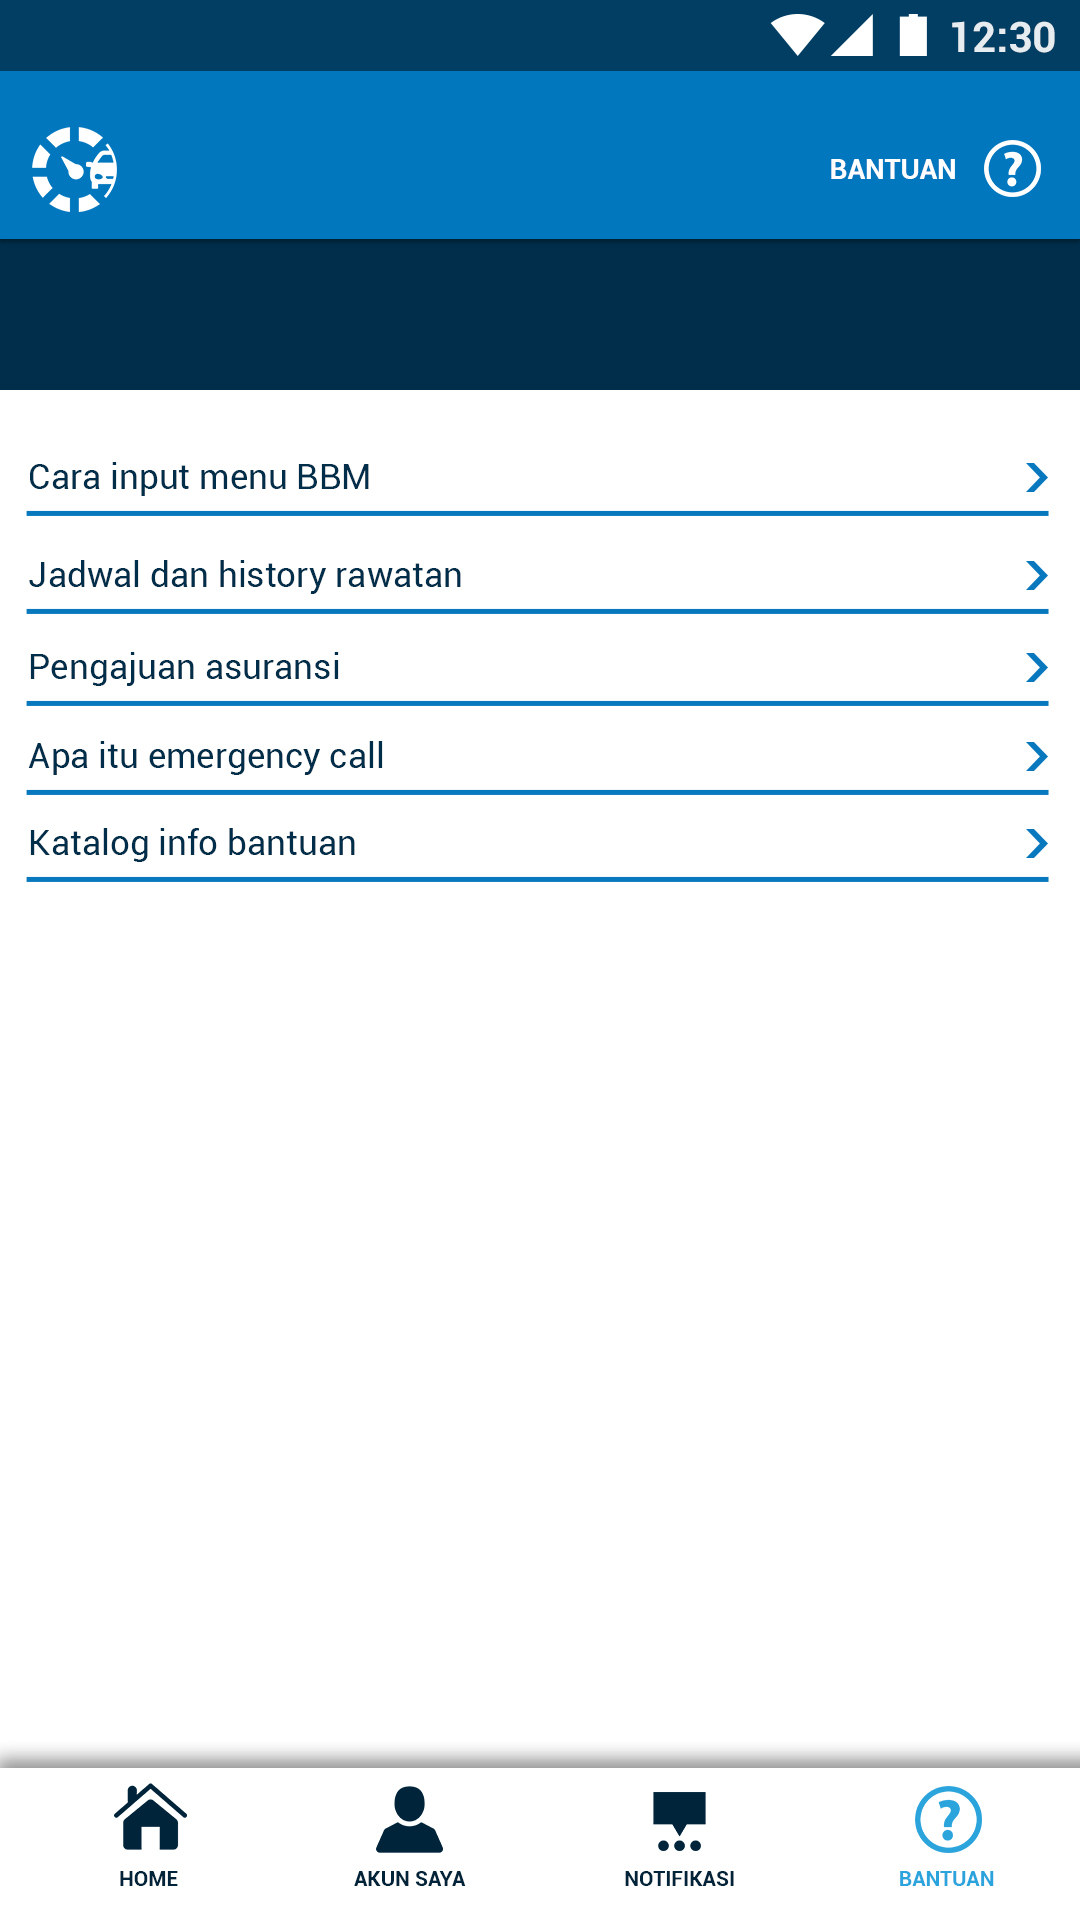 12:30
BANTUAN
Cara input menu BBM
Jadwal dan history rawatan
Pengajuan asuransi
Apa itu emergency call
Katalog info bantuan
HOME AKUN SAYA NOTIFIKASI BANTUAN